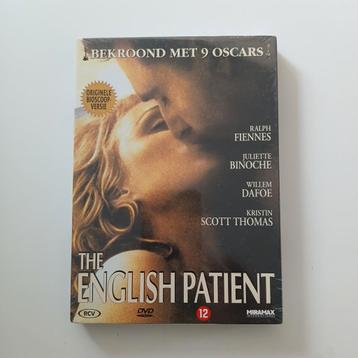 BEKROOND MET 9 OSCARS
ORIGINELE
BIOSCOOP-
VERSIE
RALPH
FIENNES
JULIETTE
BINOCHE
WILLEM
DAFOE
KRISTIN
SCOTT THOMAS
THE
ENGLISH PATIENT
RCV
DVD
12
MIRAMAX